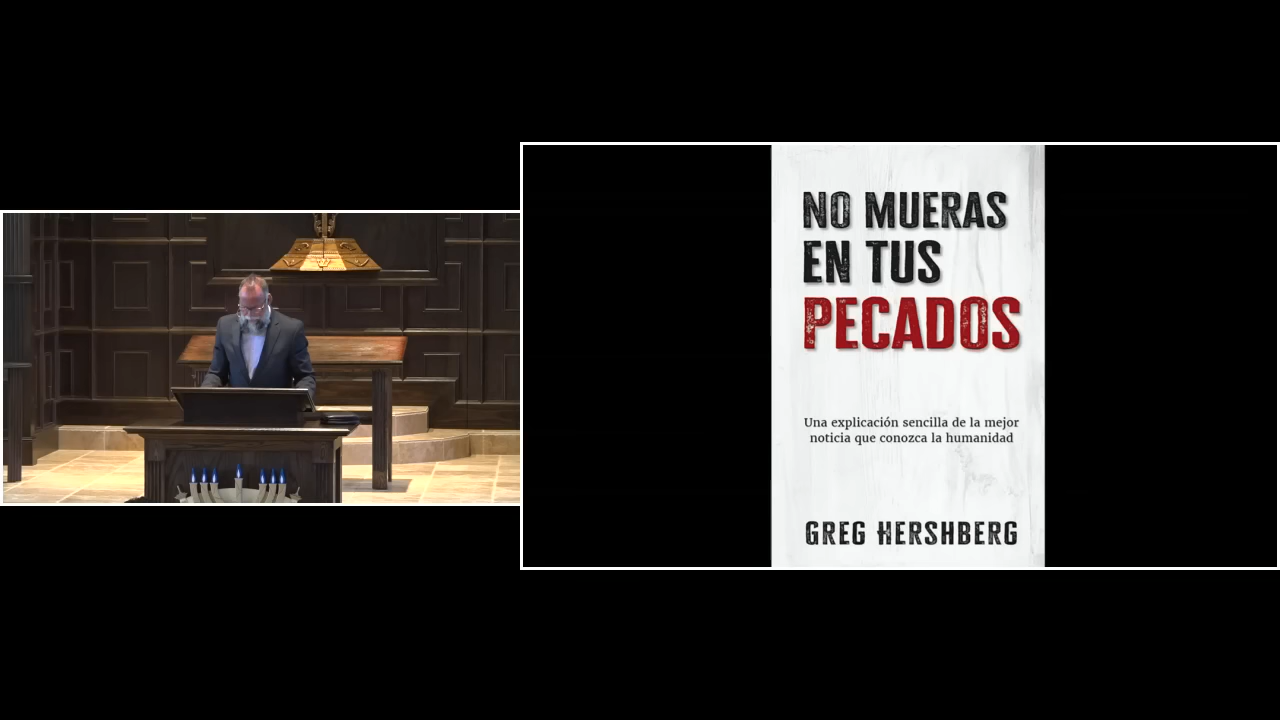 NO MUERAS
EN TUS
PECADOS
Una explicación sencilla de la mejor
noticia que conozca la humanidad
GREG HERSHBERG